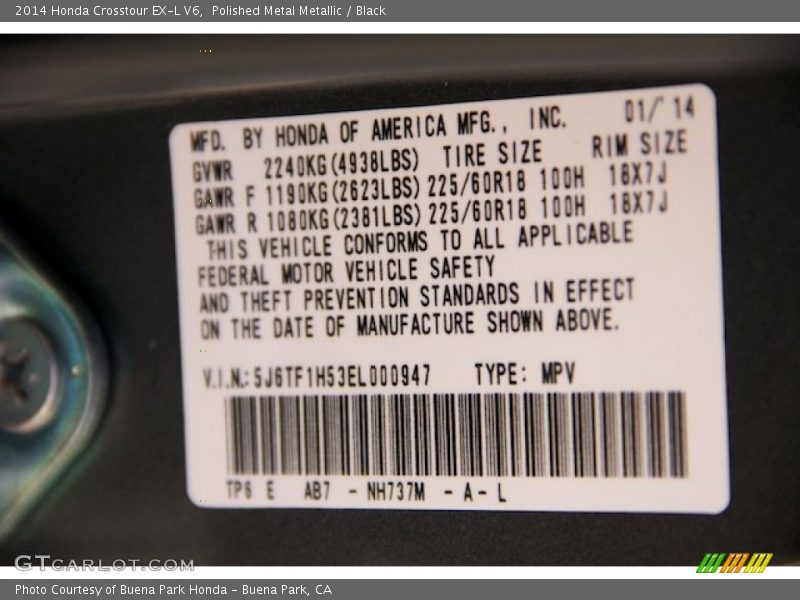 2014 Honda Crosstour EX-L V6,  Polished Metal Metallic / Black
MFD. BY HONDA OF AMERICA MFG., INC. 01/ 14
GVWR 2240KG(4938LBS) TIRE SIZE RIM SIZE
GAWR F 1190KG(2623LBS) 225/60R18 100H 18X7J
GAWR R 1080KG(2381LBS) 225/60R18 100H 18X7J
THIS VEHICLE CONFORMS TO ALL APPLICABLE
FEDERAL MOTOR VEHICLE SAFETY
AND THEFT PREVENTION STANDARDS IN EFFECT
ON THE DATE OF MANUFACTURE SHOWN ABOVE.
V.I.N.: 5J6TF1H53EL000947 TYPE: MPV
TP6 E AB7 - NH737M - A - L
GTCARLOT.COM
Photo Courtesy of Buena Park Honda - Buena Park, CA